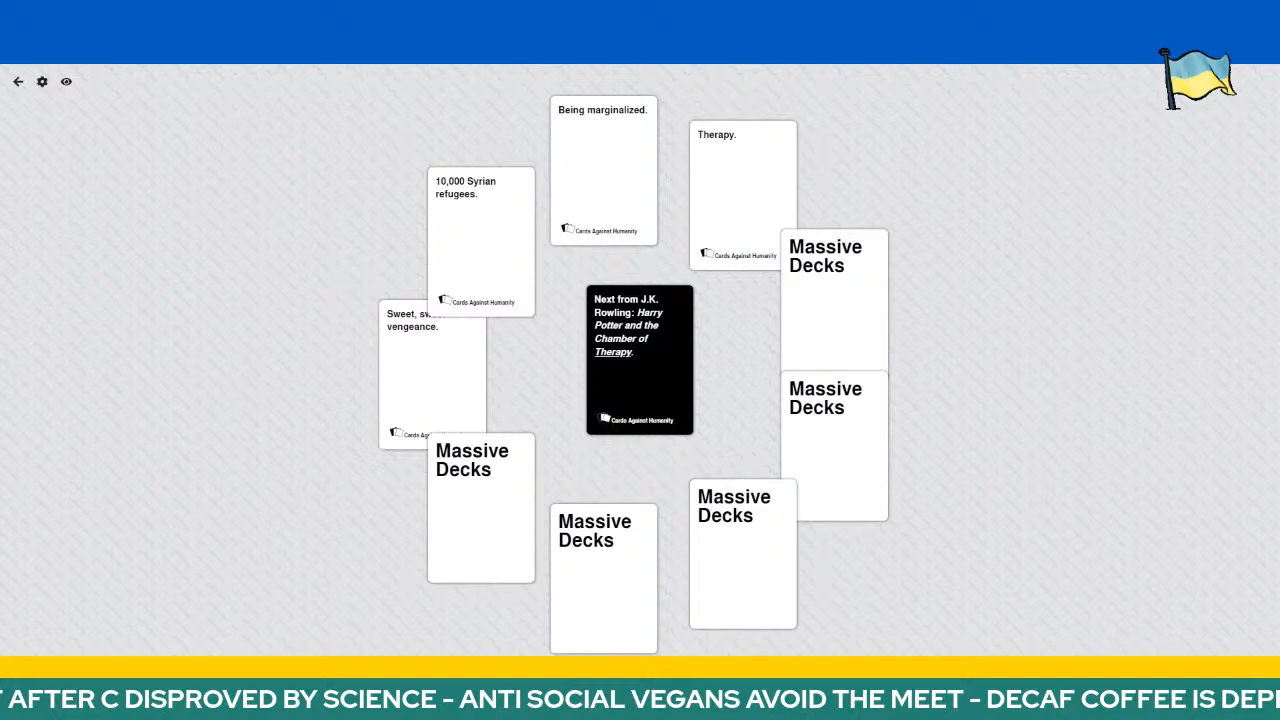 Being marginalized.
Cards Against Humanity
Therapy.
Cards Against Humanity
10,000 Syrian
refugees.
Cards Against Humanity
Massive
Decks
Sweet,
vengeance.
Cards
Next from J.K.
Rowling: Harry
Potter and the
Chamber of
Therapy.
Cards Against Humanity
Massive
Decks
Massive
Decks
Massive
Decks
Massive
Decks
AFTER C DISPROVED BY SCIENCE - ANTI SOCIAL VEGANS AVOID THE MEET - DECAF COFFEE IS